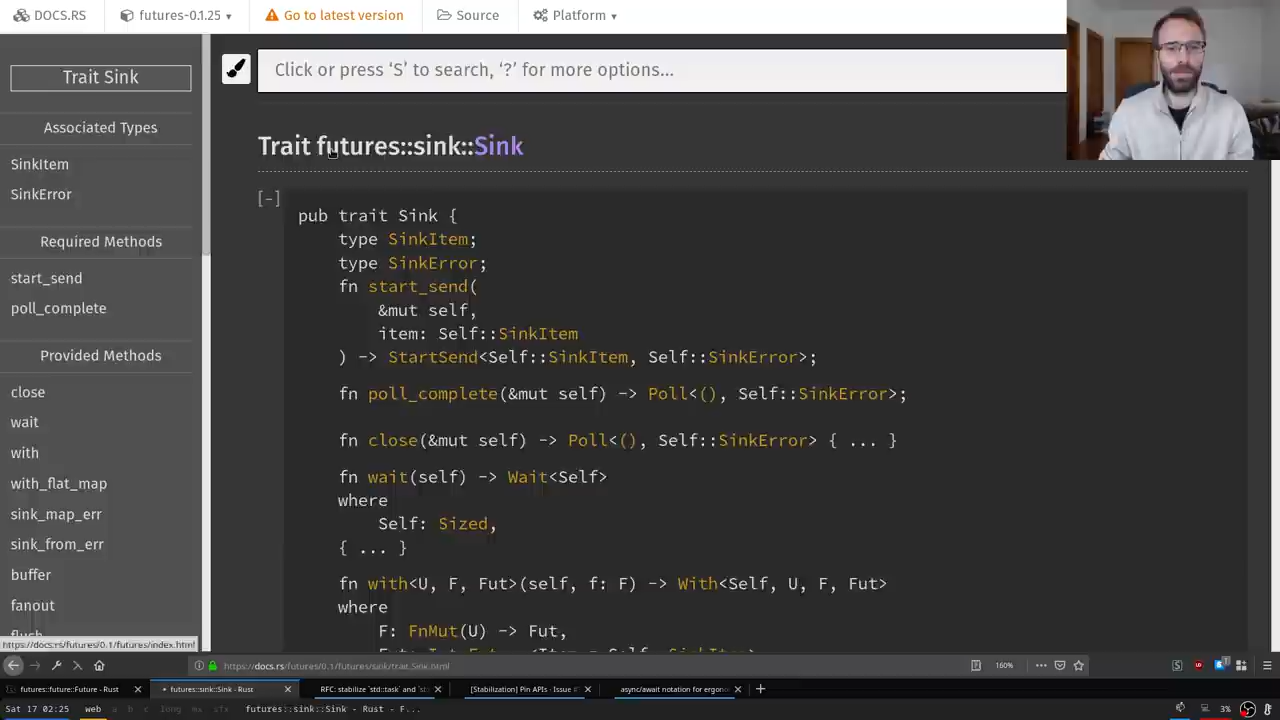 DOCS.RS
futures-0.1.25
Go to latest version
Source
Platform
Trait Sink
Click or press ‘S’ to search, ‘?’ for more options...
Associated Types
SinkItem
SinkError
Required Methods
start_send
poll_complete
Provided Methods
close
wait
with
with_flat_map
sink_map_err
sink_from_err
buffer
fanout
flush
Trait futures::sink::Sink
[-]
pub trait Sink {
type SinkItem;
type SinkError;
fn start_send(
&mut self,
item: Self::SinkItem
) -> StartSend<Self::SinkItem, Self::SinkError>;
fn poll_complete(&mut self) -> Poll<(), Self::SinkError>;
fn close(&mut self) -> Poll<(), Self::SinkError> { ... }
fn wait(self) -> Wait<Self>
where
Self: Sized,
{ ... }
fn with<U, F, Fut>(self, f: F) -> With<Self, U, F, Fut>
where
F: FnMut(U) -> Fut,
https://docs.rs/futures/0.1/futures/index.html
https://docs.rs/futures/0.1/futures/sink/trait.Sink.html
160%
futures::future::Future - Rust
futures::sink::Sink - Rust
RFC: stabilize `std::task` and `st
[Stabilization] Pin APIs · Issue #
async/await notation for ergono
Sat 17 02:25
web
a
h
c
long
mx
sfx
futures::sink::Sink - Rust - F...
3%